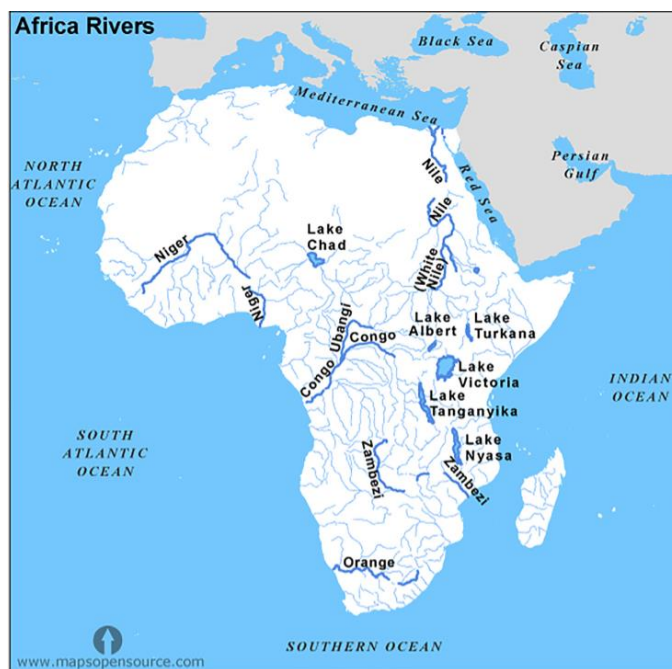 Africa Rivers
Black Sea
Caspian
Sea
Mediterranean Sea
NORTH
ATLANTIC
OCEAN
Nile
Red Sea
Persian
Gulf
Nile
Lake
Chad
Niger
(White
Nile)
Niger
Ubangi
Congo
Congo
Lake
Albert
Lake
Turkana
Lake
Victoria
INDIAN
OCEAN
Lake
Tanganyika
SOUTH
ATLANTIC
OCEAN
Lake
Nyasa
Zambezi
Zambezi
Orange
SOUTHERN OCEAN
www.mapsopensource.com